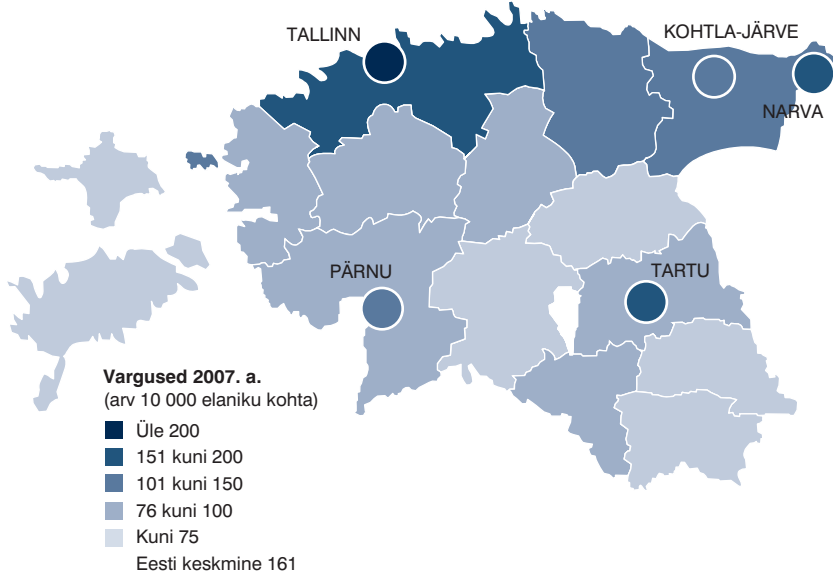 TALLINN
KOHTLA-JÄRVE
NARVA
PÄRNU
TARTU
Vargused 2007. a.
(arv 10 000 elaniku kohta)
Üle 200
151 kuni 200
101 kuni 150
76 kuni 100
Kuni 75
Eesti keskmine 161